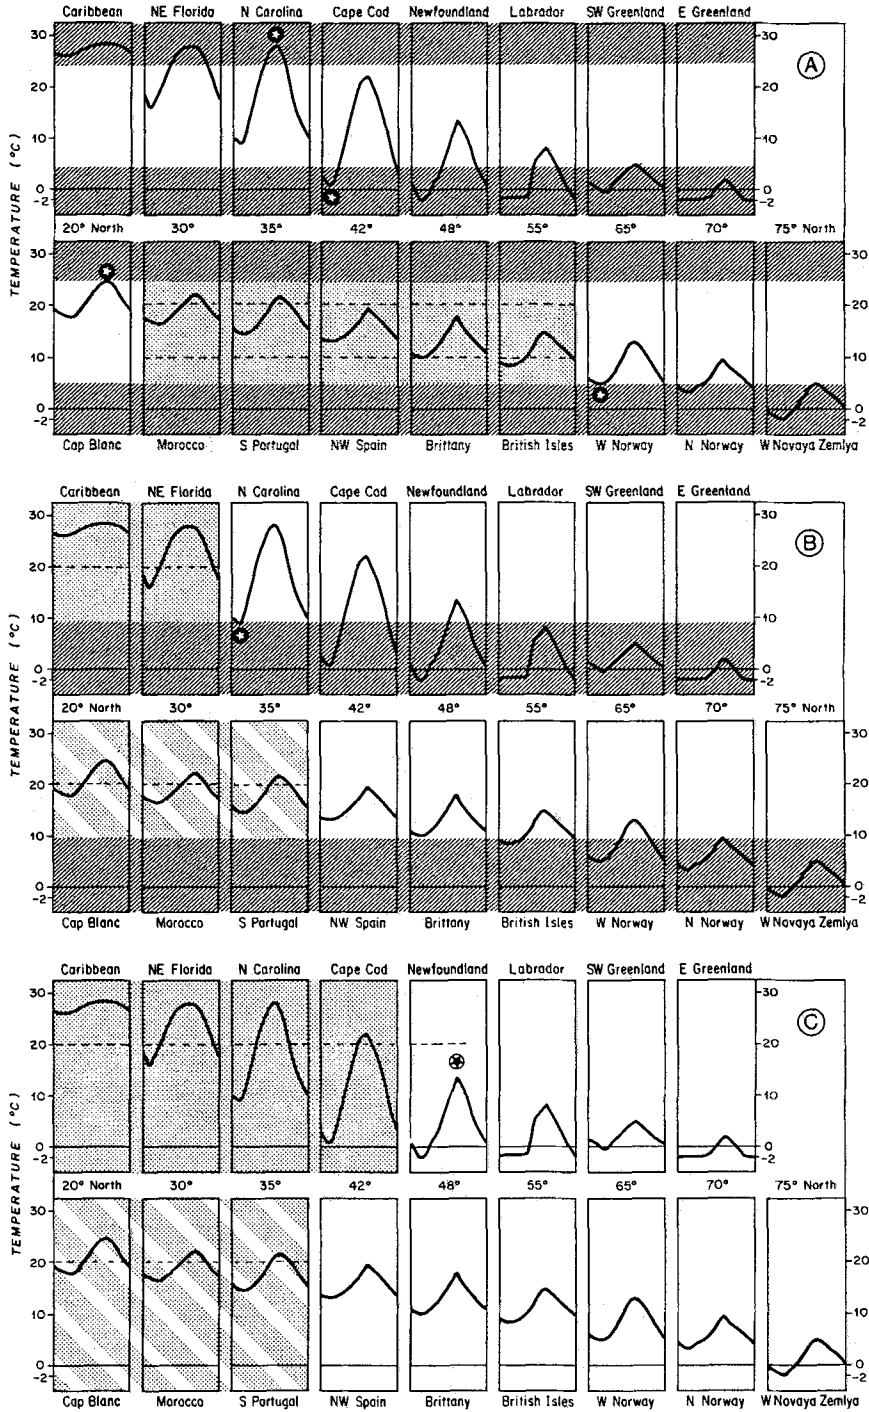 Caribbean NE Florida N Carolina Cape Cod Newfoundland Labrador SW Greenland E Greenland
A
TEMPERATURE (°C)
30 30
20 20
10 10
0 0
-2 -2
20° North 30° 35° 42° 48° 55° 65° 70° 75° North
30 30
20 20
10 10
0 0
-2 -2
Cap Blanc Morocco S Portugal NW Spain Brittany British Isles W Norway N Norway W Novaya Zemlya
Caribbean NE Florida N Carolina Cape Cod Newfoundland Labrador SW Greenland E Greenland
B
TEMPERATURE (°C)
30 30
20 20
10 10
0 0
-2 -2
20° North 30° 35° 42° 48° 55° 65° 70° 75° North
30 30
20 20
10 10
0 0
-2 -2
Cap Blanc Morocco S Portugal NW Spain Brittany British Isles W Norway N Norway W Novaya Zemlya
Caribbean NE Florida N Carolina Cape Cod Newfoundland Labrador SW Greenland E Greenland
C
TEMPERATURE (°C)
30 30
20 20
10 10
0 0
-2 -2
20° North 30° 35° 42° 48° 55° 65° 70° 75° North
30 30
20 20
10 10
0 0
-2 -2
Cap Blanc Morocco S Portugal NW Spain Brittany British Isles W Norway N Norway W Novaya Zemlya